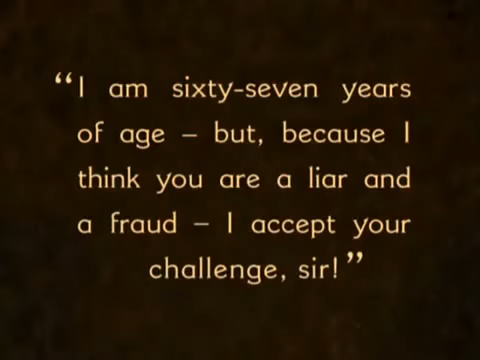 “I am sixty-seven years
of age – but, because I
think you are a liar and
a fraud – I accept your
challenge, sir!”